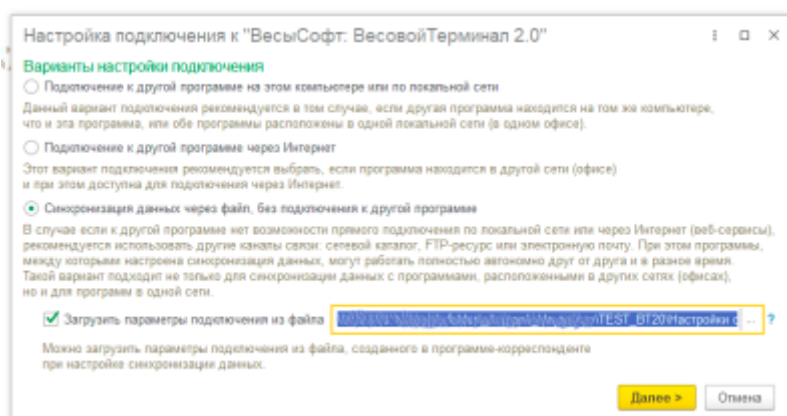 Настройка подключения к "ВесыСофт: ВесовойТерминал 2.0"
Варианты настройки подключения
Подключение к другой программе на этом компьютере или по локальной сети
Данный вариант подключения рекомендуется в том случае, если другая программа находится на том же компьютере,
что и эта программа, или обе программы расположены в одной локальной сети (в одном офисе).
Подключение к другой программе через Интернет
Этот вариант подключения рекомендуется выбрать, если программа находится в другой сети (офисе)
и при этом доступна для подключения через Интернет.
Синхронизация данных через файл, без подключения к другой программе
В случае если к другой программе нет возможности прямого подключения по локальной сети или через Интернет (веб-сервисы),
рекомендуется использовать другие каналы связи: сетевой каталог, FTP-ресурс или электронную почту. При этом программы,
между которыми настроена синхронизация данных, могут работать полностью автономно друг от друга и в разное время.
Такой вариант подходит не только для синхронизации данных с программами, расположенными в других сетях (офисах),
но и для программ в одной сети.
Загрузить параметры подключения из файла \TEST_BT20\Настройки с ... ?
Можно загрузить параметры подключения из файла, созданного в программе-корреспонденте
при настройке синхронизации данных.
Далее > Отмена